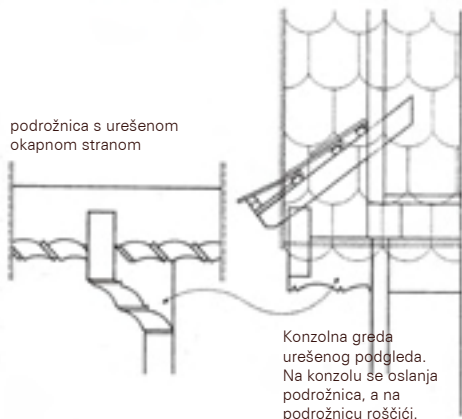 podrožnica s urešenom
okapnom stranom
Konzolna greda
urešenog podgleda.
Na konzolu se oslanja
podrožnica, a na
podrožnicu roščići.